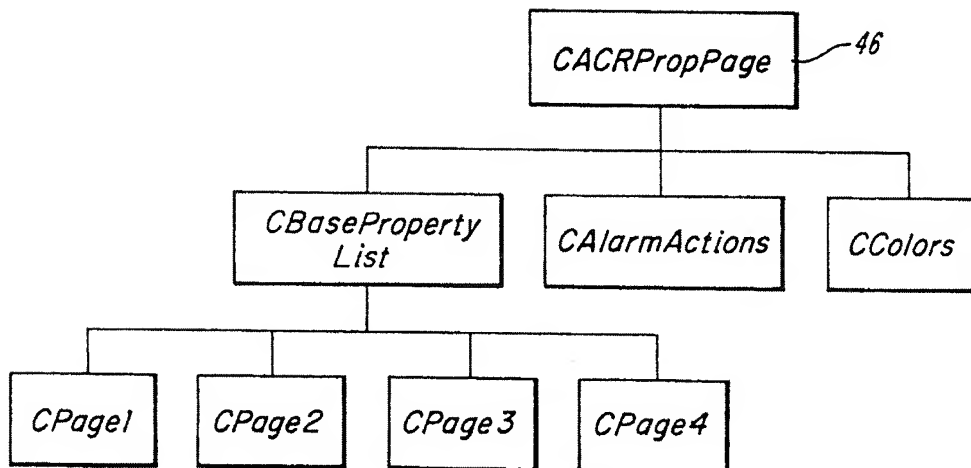 CACRPropPage
46
CBaseProperty
List
CAlarmActions
CColors
CPage1
CPage2
CPage3
CPage4